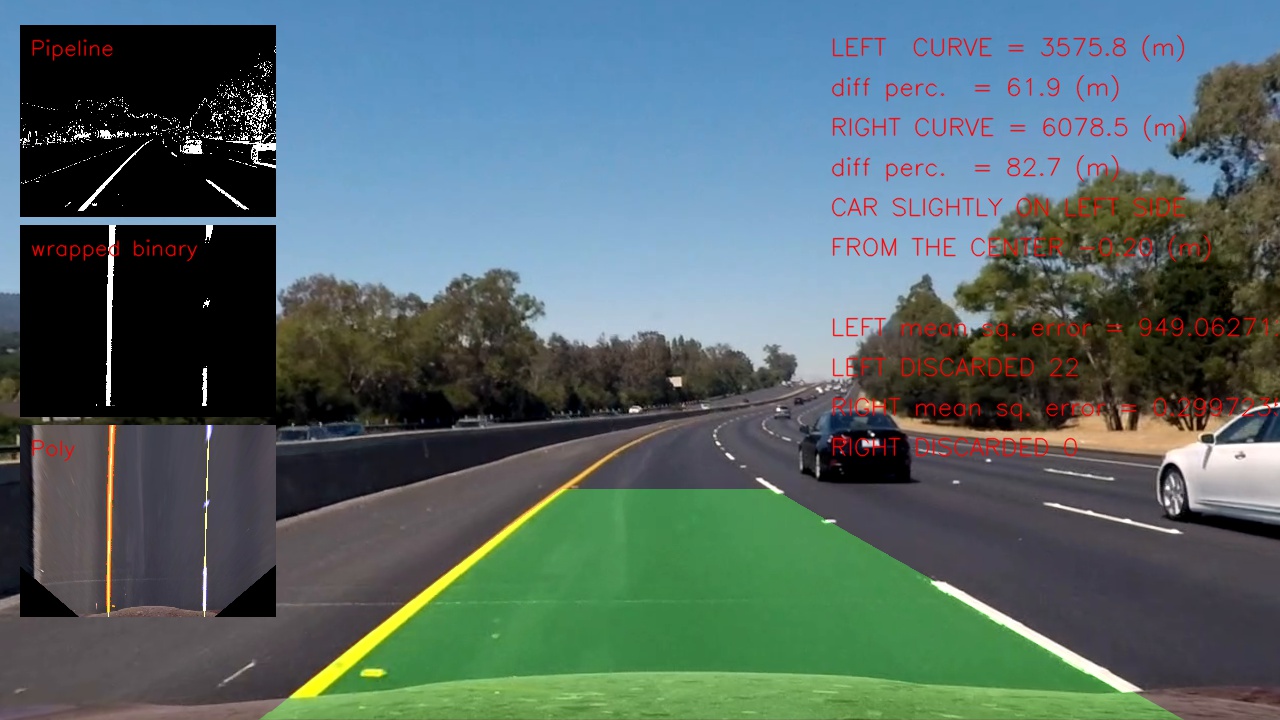 Pipeline
wrapped binary
Poly
LEFT  CURVE = 3575.8 (m)
diff perc.  = 61.9 (m)
RIGHT CURVE = 6078.5 (m)
diff perc.  = 82.7 (m)
CAR SLIGHTLY ON LEFT SIDE
FROM THE CENTER -0.20 (m)
LEFT mean sq. error = 949.06271
LEFT DISCARDED 22
RIGHT mean sq. error = 0.299723
RIGHT DISCARDED 0